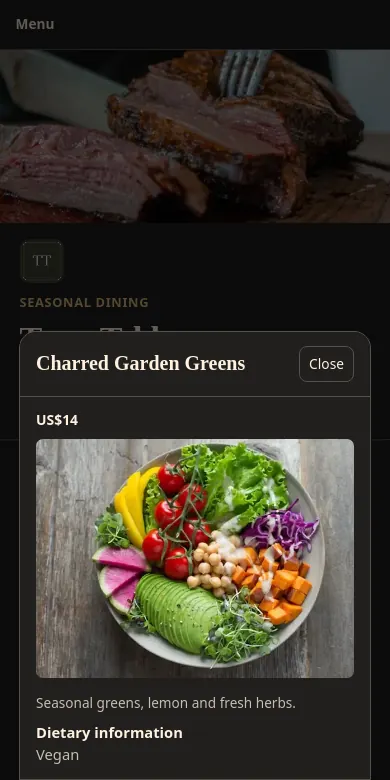 Menu
TT
SEASONAL DINING
Charred Garden Greens
Close
US$14
Seasonal greens, lemon and fresh herbs.
Dietary information
Vegan